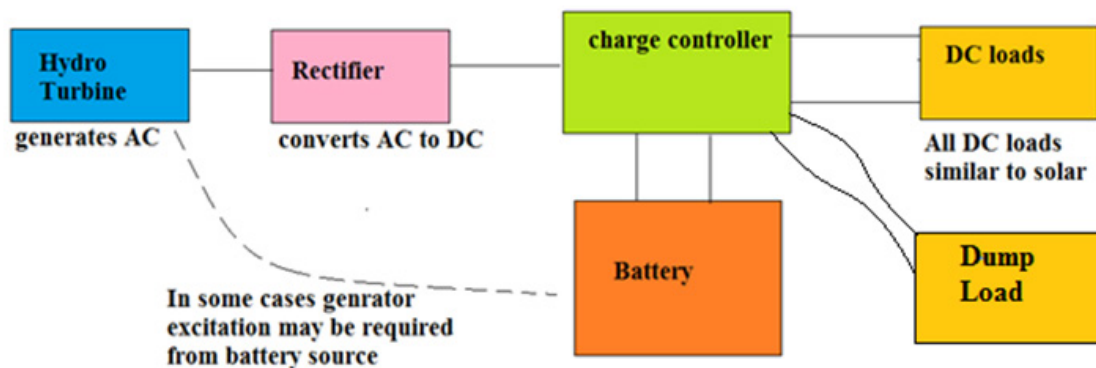 Hydro
Turbine
generates AC
Rectifier
converts AC to DC
charge controller
DC loads
All DC loads
similar to solar
Battery
Dump
Load
In some cases genrator
excitation may be required
from battery source